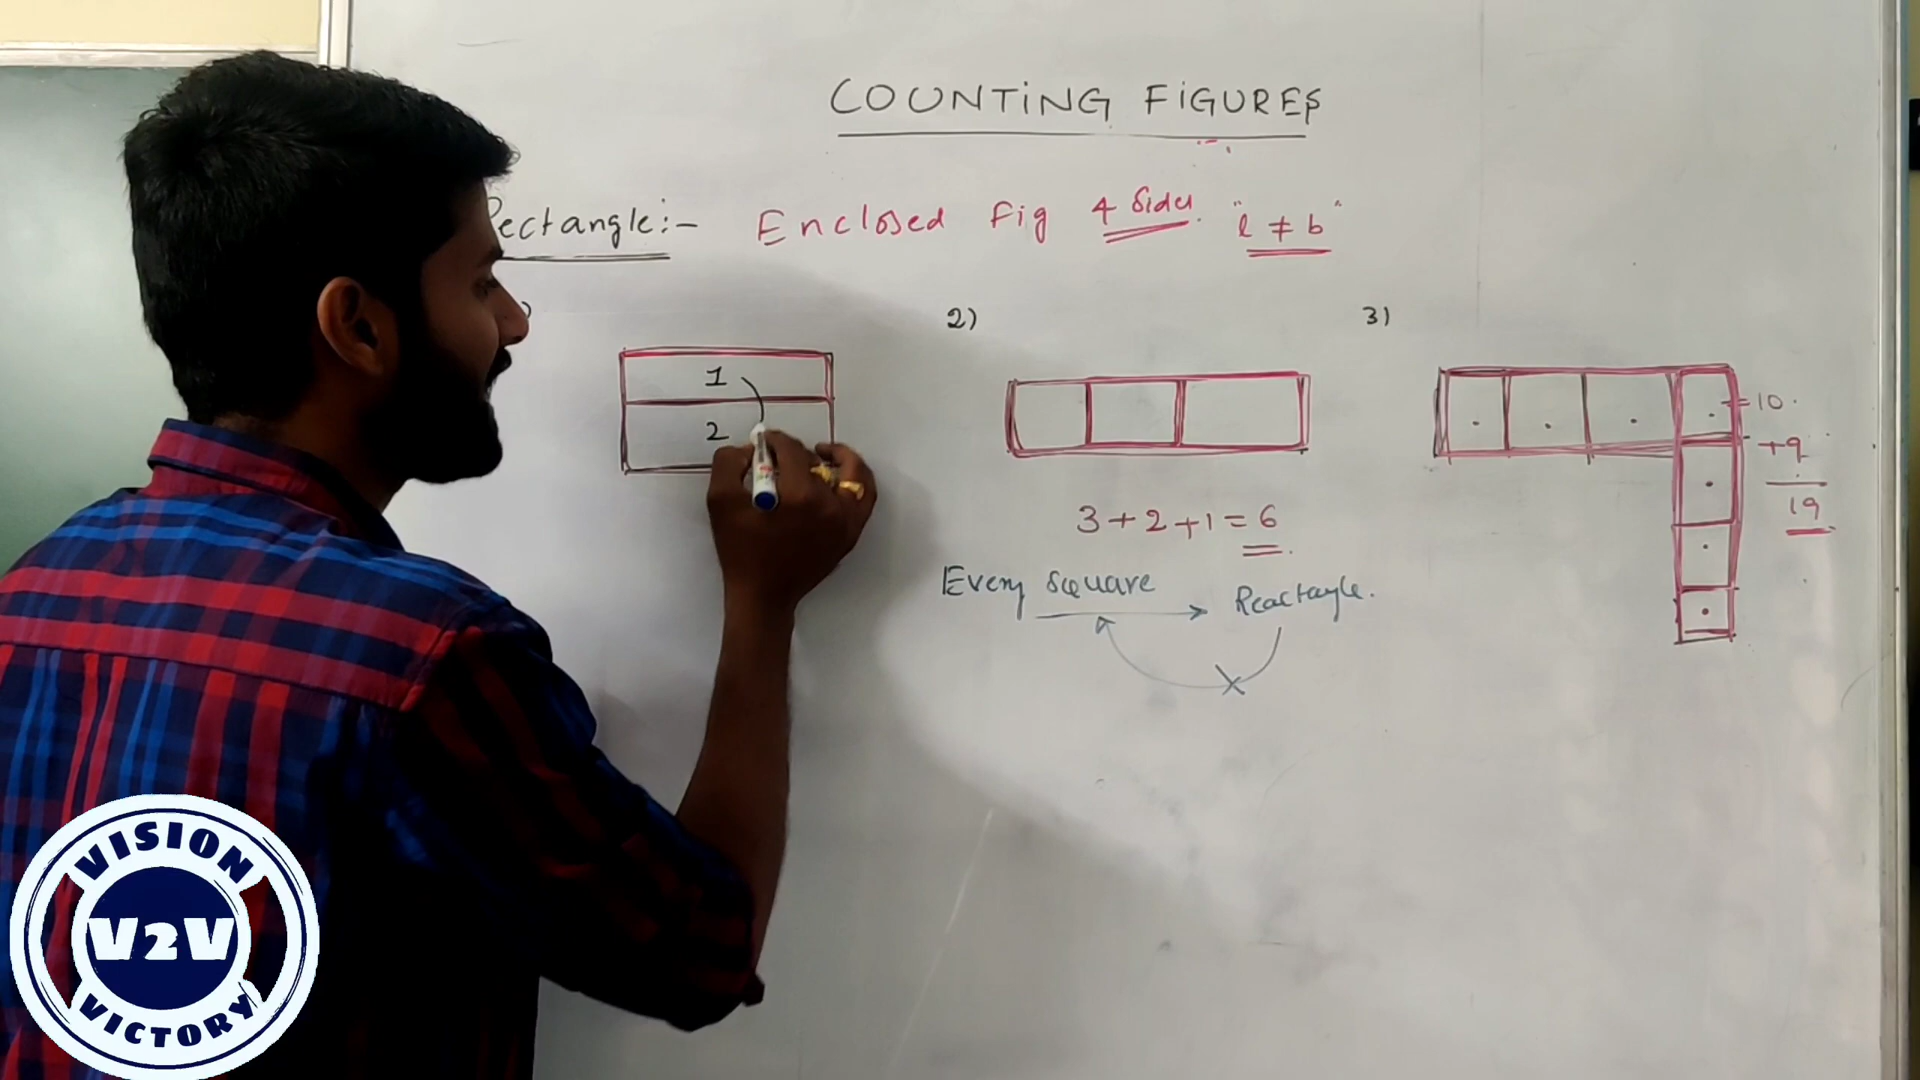 COUNTING FIGURES
Rectangle:- Enclosed Fig 4 Sides. "l ≠ b"
)
2)
3)
1
2
= 10.
+9
19
3+2+1=6
Every square → Reactangle.
VISION
V2V
VICTORY